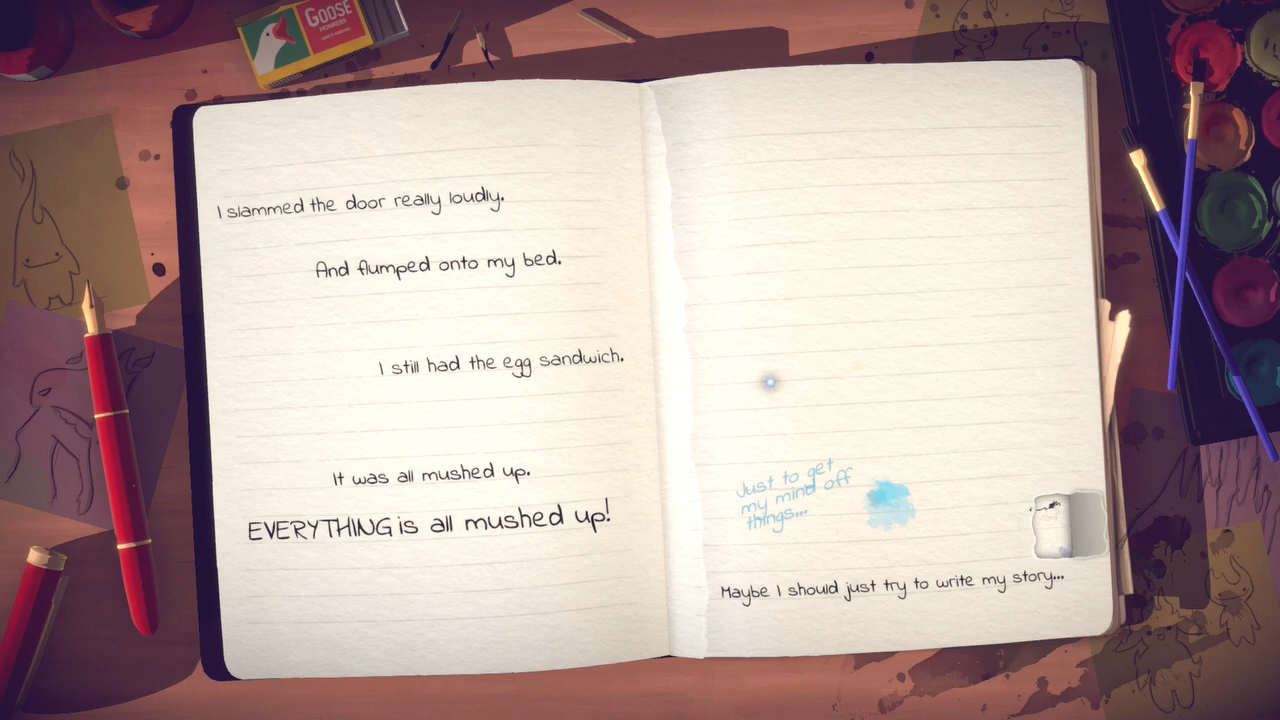 GOOSE
I slammed the door really loudly.
And flumped onto my bed.
I still had the egg sandwich.
It was all mushed up.
EVERYTHING is all mushed up!
Just to get
my mind off
things...
Maybe I should just try to write my story...